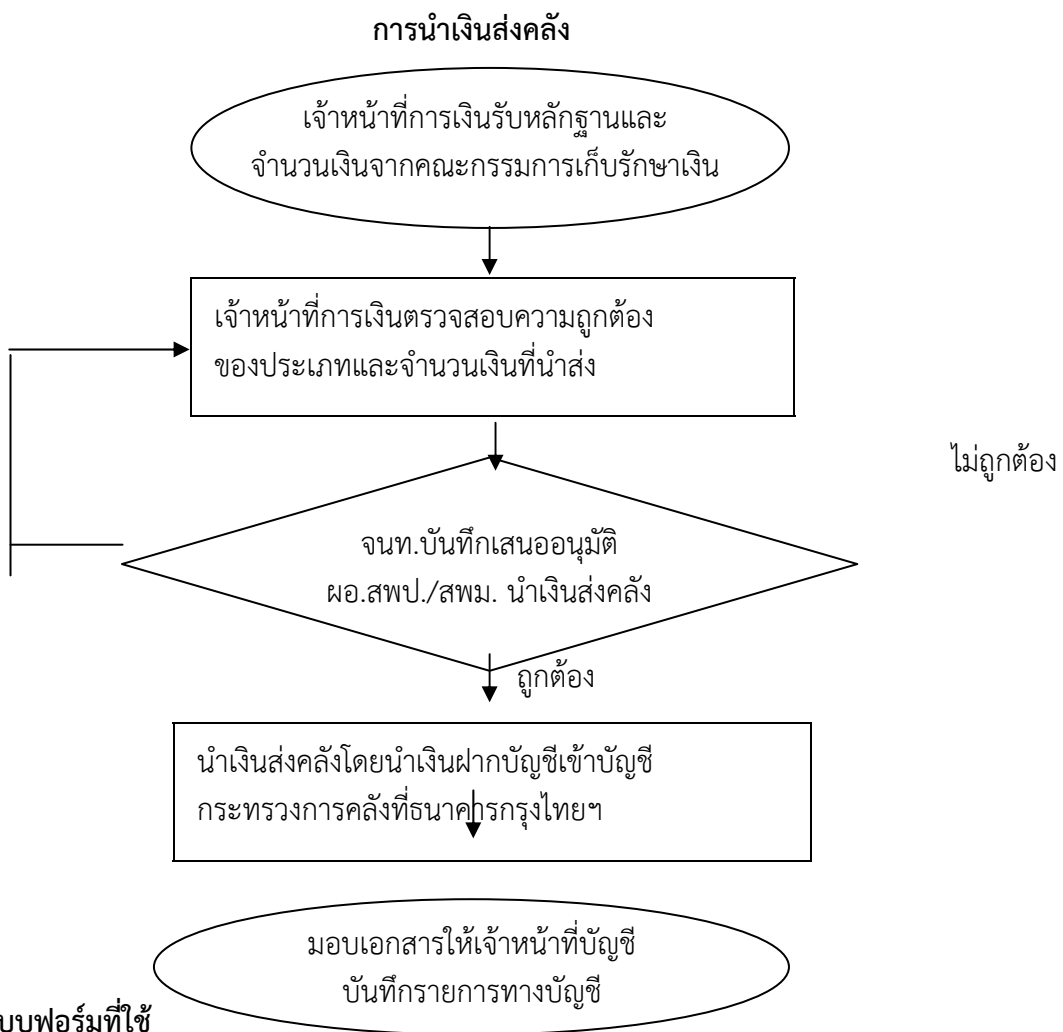 การนำเงินส่งคลัง
เจ้าหน้าที่การเงินรับหลักฐานและ
จำนวนเงินจากคณะกรรมการเก็บรักษาเงิน
เจ้าหน้าที่การเงินตรวจสอบความถูกต้อง
ของประเภทและจำนวนเงินที่นำส่ง
ไม่ถูกต้อง
จนท.บันทึกเสนออนุมัติ
ผอ.สพป./สพม. นำเงินส่งคลัง
ถูกต้อง
นำเงินส่งคลังโดยนำเงินฝากบัญชีเข้าบัญชี
กระทรวงการคลังที่ธนาคารกรุงไทยฯ
มอบเอกสารให้เจ้าหน้าที่บัญชี
บันทึกรายการทางบัญชี
บบฟอร์มที่ใช้